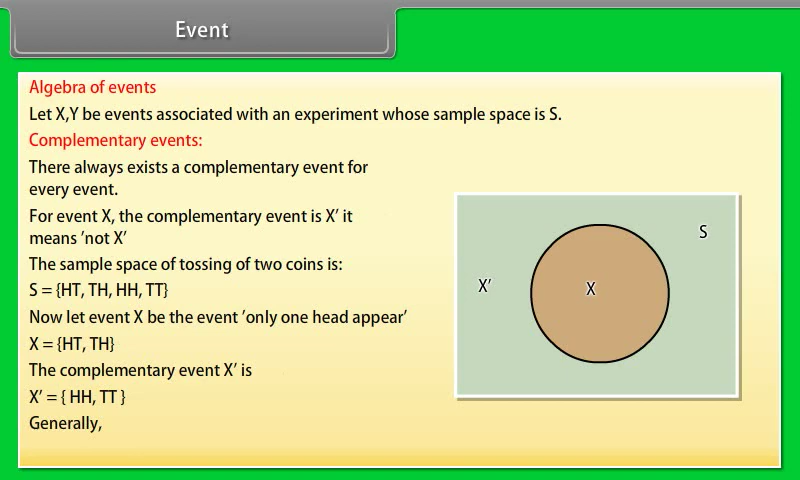 Event
Algebra of events
Let X,Y be events associated with an experiment whose sample space is S.
Complementary events:
There always exists a complementary event for
every event.
For event X, the complementary event is X′ it
means ′not X′
The sample space of tossing of two coins is:
S = {HT, TH, HH, TT}
Now let event X be the event ′only one head appear′
X = {HT, TH}
The complementary event X′ is
X′ = { HH, TT }
Generally,
S
X′
X